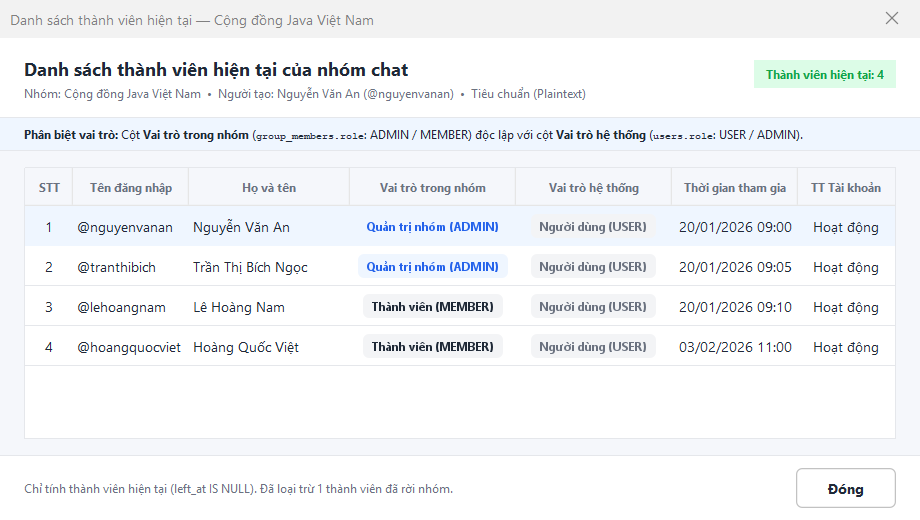 Danh sách thành viên hiện tại — Cộng đồng Java Việt Nam
Danh sách thành viên hiện tại của nhóm chat
Thành viên hiện tại: 4
Nhóm: Cộng đồng Java Việt Nam • Người tạo: Nguyễn Văn An (@nguyenvanan) • Tiêu chuẩn (Plaintext)
Phân biệt vai trò: Cột Vai trò trong nhóm (group_members.role: ADMIN / MEMBER) độc lập với cột Vai trò hệ thống (users.role: USER / ADMIN).
STT Tên đăng nhập Họ và tên Vai trò trong nhóm Vai trò hệ thống Thời gian tham gia TT Tài khoản
1 @nguyenvanan Nguyễn Văn An Quản trị nhóm (ADMIN) Người dùng (USER) 20/01/2026 09:00 Hoạt động
2 @tranthibich Trần Thị Bích Ngọc Quản trị nhóm (ADMIN) Người dùng (USER) 20/01/2026 09:05 Hoạt động
3 @lehoangnam Lê Hoàng Nam Thành viên (MEMBER) Người dùng (USER) 20/01/2026 09:10 Hoạt động
4 @hoangquocviet Hoàng Quốc Việt Thành viên (MEMBER) Người dùng (USER) 03/02/2026 11:00 Hoạt động
Chỉ tính thành viên hiện tại (left_at IS NULL). Đã loại trừ 1 thành viên đã rời nhóm.
Đóng